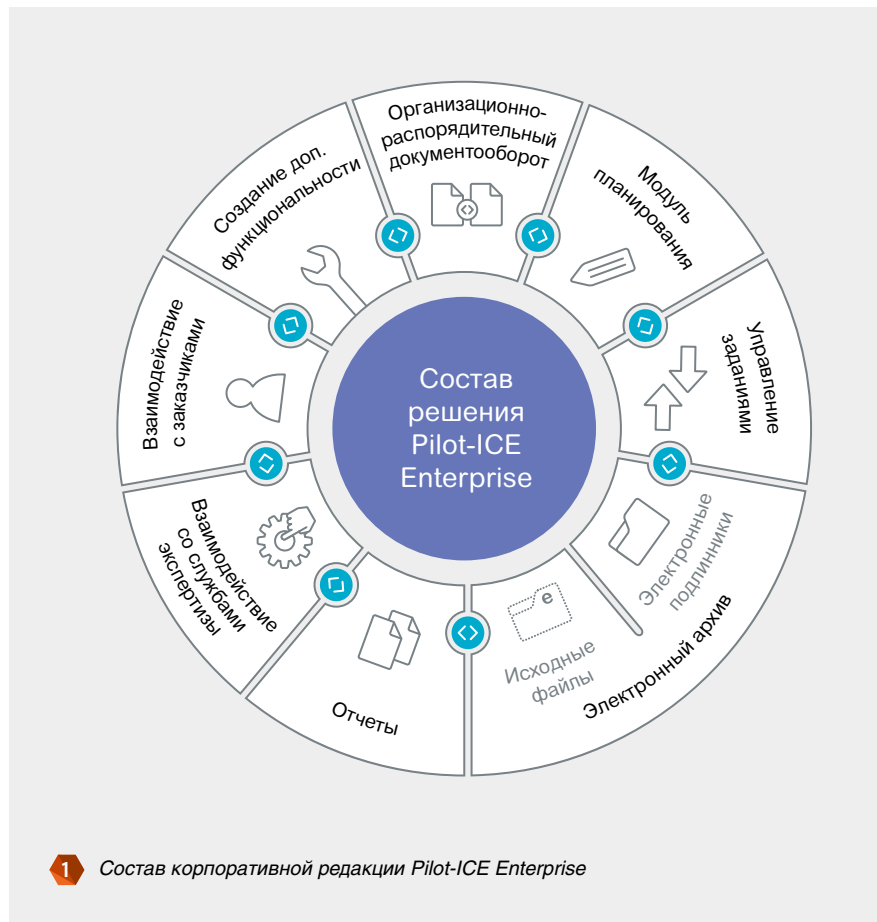 Организационно-
распорядительный
документооборот
Модуль
планирования
Управление
заданиями
Электронные
подлинники
Электронный архив
Исходные
файлы
Отчеты
Взаимодействие
со службами
экспертизы
Взаимодействие
с заказчиками
Создание доп.
функциональности
Состав
решения
Pilot-ICE
Enterprise
e
1 Состав корпоративной редакции Pilot-ICE Enterprise